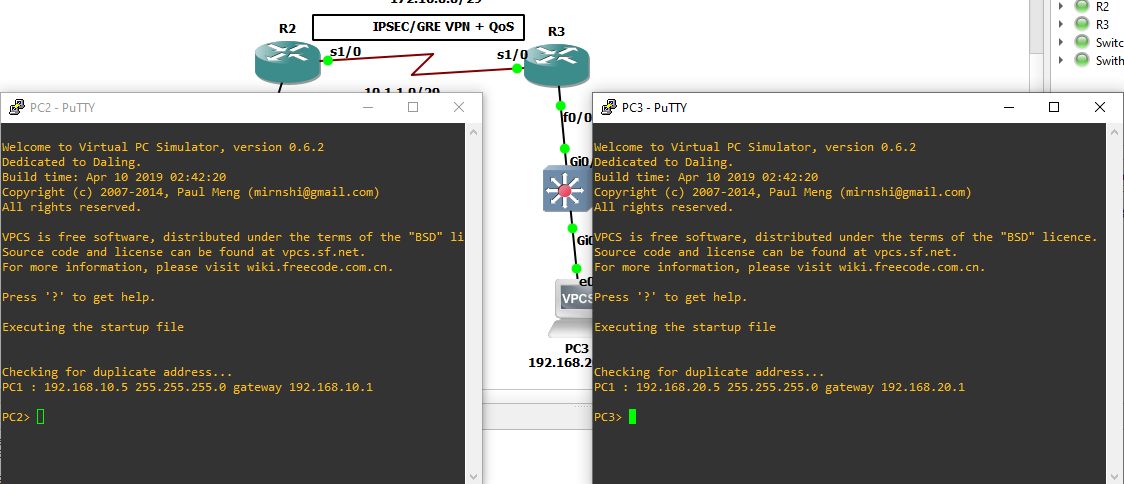 172.16.0.0/29
IPSEC/GRE VPN + QoS
R2
R3
s1/0
s1/0
10.1.1.0/29
f0/0
Gi0/
Gi0
e0
VPCS
PC3
192.168.2
R2
R3
Switc
Swith
PC2 - PuTTY
Welcome to Virtual PC Simulator, version 0.6.2
Dedicated to Daling.
Build time: Apr 10 2019 02:42:20
Copyright (c) 2007-2014, Paul Meng (mirnshi@gmail.com)
All rights reserved.
VPCS is free software, distributed under the terms of the "BSD" li
Source code and license can be found at vpcs.sf.net.
For more information, please visit wiki.freecode.com.cn.
Press '?' to get help.
Executing the startup file
Checking for duplicate address...
PC1 : 192.168.10.5 255.255.255.0 gateway 192.168.10.1
PC2>
PC3 - PuTTY
Welcome to Virtual PC Simulator, version 0.6.2
Dedicated to Daling.
Build time: Apr 10 2019 02:42:20
Copyright (c) 2007-2014, Paul Meng (mirnshi@gmail.com)
All rights reserved.
VPCS is free software, distributed under the terms of the "BSD" licence.
Source code and license can be found at vpcs.sf.net.
For more information, please visit wiki.freecode.com.cn.
Press '?' to get help.
Executing the startup file
Checking for duplicate address...
PC1 : 192.168.20.5 255.255.255.0 gateway 192.168.20.1
PC3>